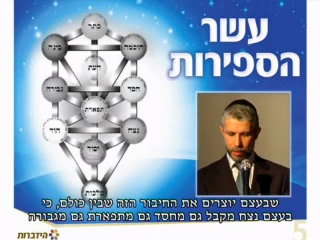 עשר
הספירות
כתר
חכמה
בינה
דעת
חסד
גבורה
תפארת
נצח
הוד
יסוד
מלכות
שבעצם יוצרים את החיבור הזה שבין כולם, כי
בעצם נצח מקבל גם מחסד גם מתפארת גם מגבורה
הידברות
5